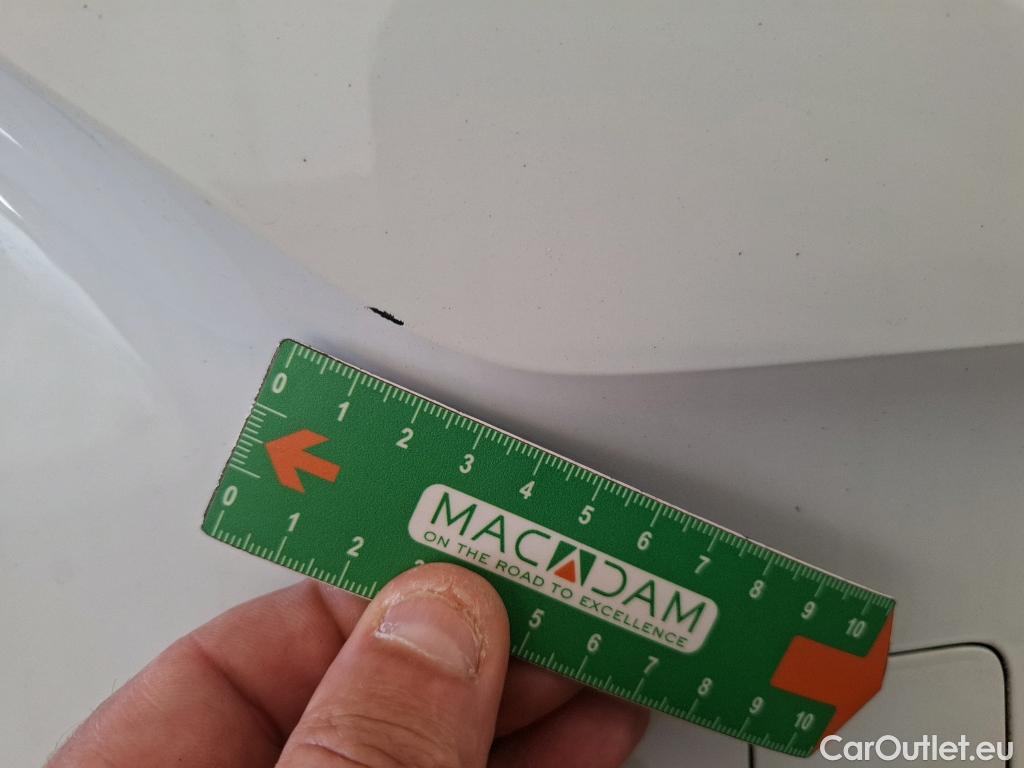 0 1 2 3 4 5 6 7 8 9 10
MACADAM
ON THE ROAD TO EXCELLENCE
0 1 2 3 5 6 7 8 9 10
CarOutlet.eu